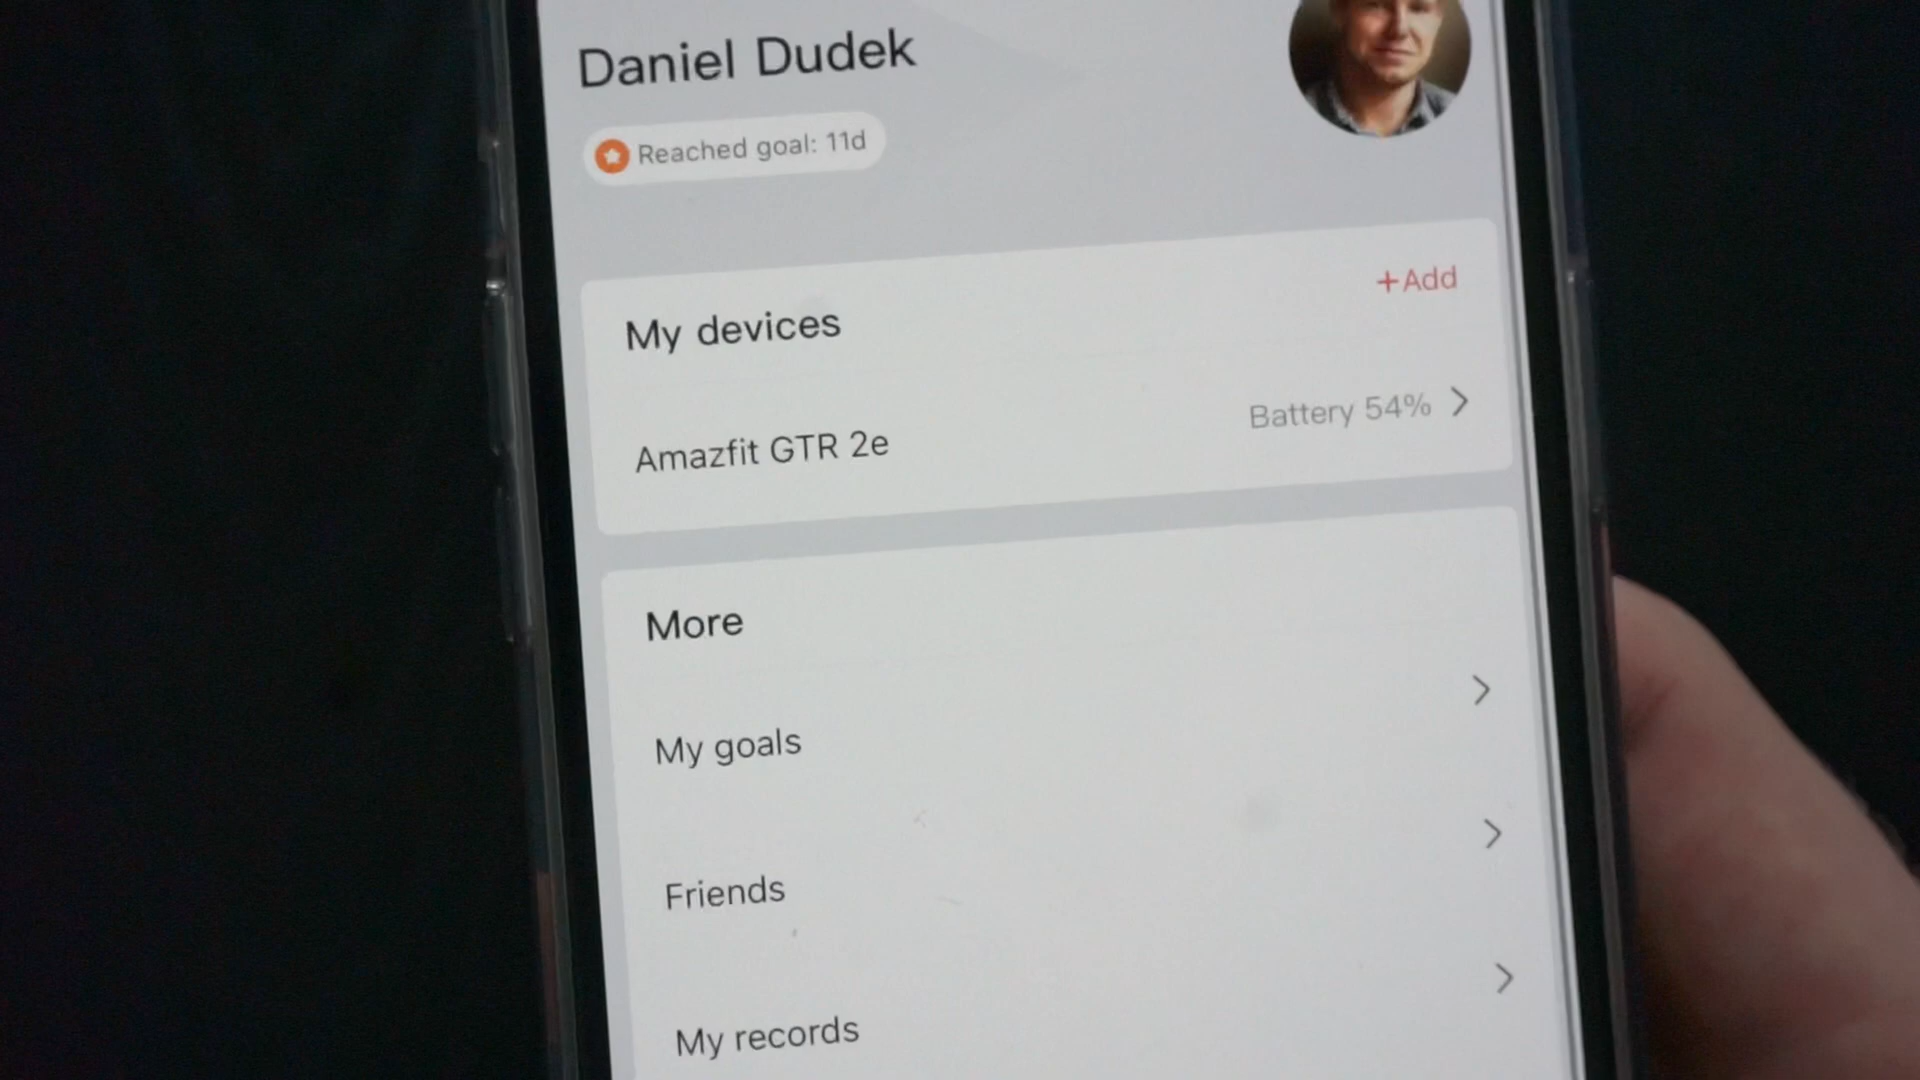 Daniel Dudek
Reached goal: 11d
My devices
+Add
Amazfit GTR 2e
Battery 54%
More
My goals
Friends
My records